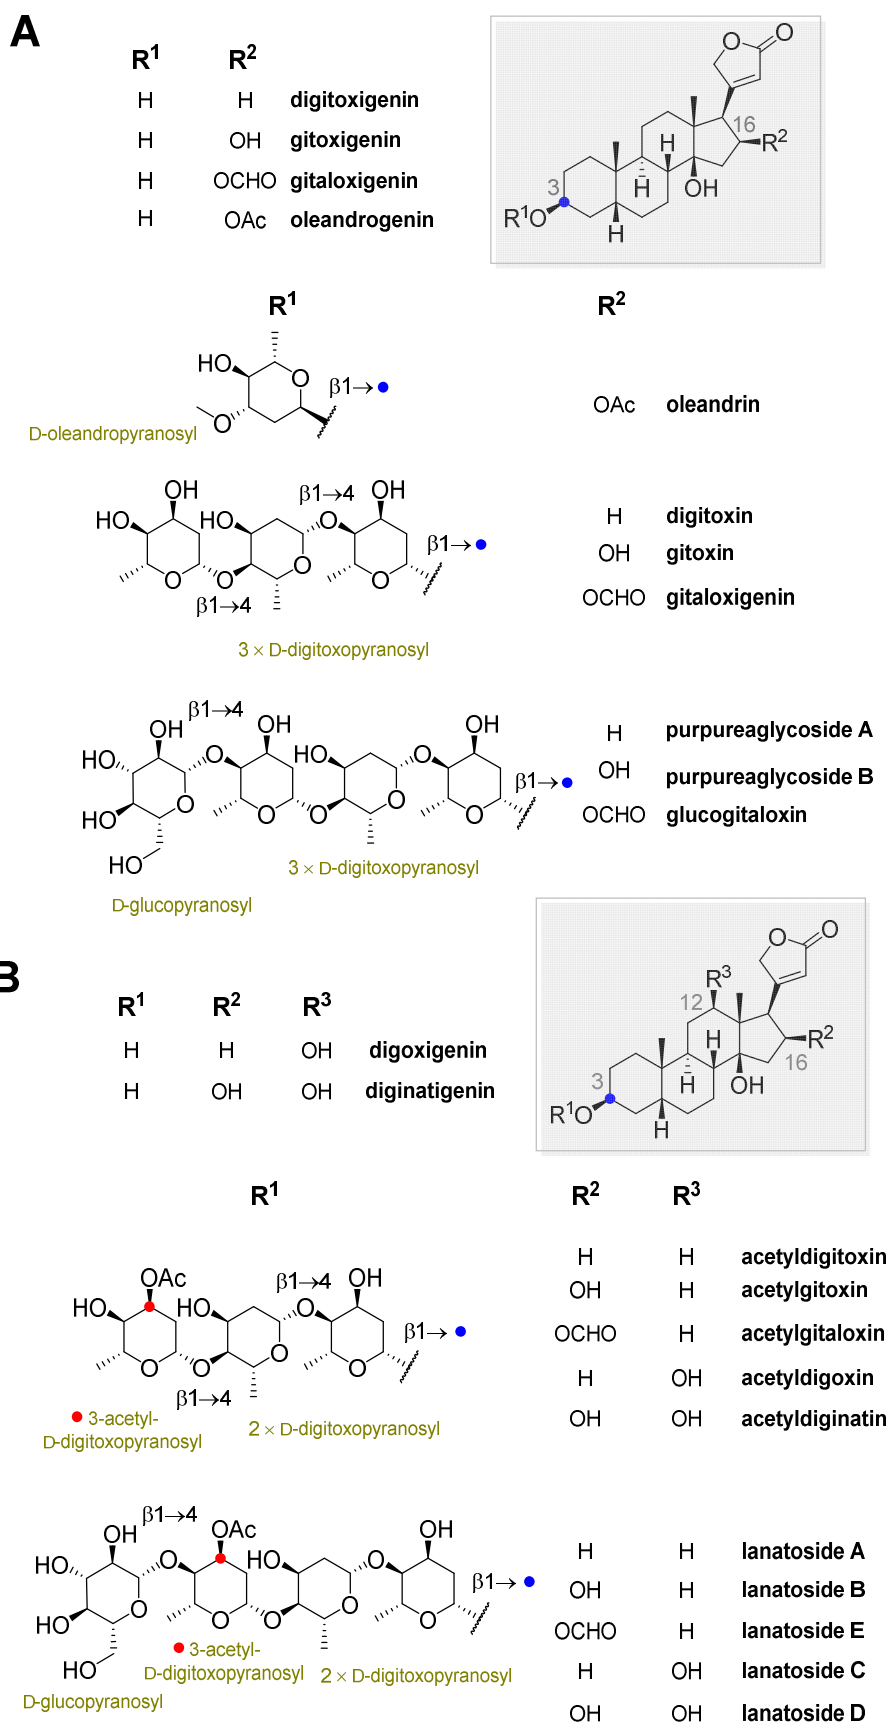 A
R1 R2
H H digitoxigenin
H OH gitoxigenin
H OCHO gitaloxigenin
H OAc oleandrogenin
O O
16
H R2
H OH
3
R1O
H
R1 R2
HO O
β1→
O
D-oleandropyranosyl
OAc oleandrin
OH β1→4 OH
HO HO O
β1→
O O O O
β1→4
3 × D-digitoxopyranosyl
H digitoxin
OH gitoxin
OCHO gitaloxigenin
β1→4
OH O OH HO O OH
HO
β1→
O O O O O
HO
HO
3 × D-digitoxopyranosyl
D-glucopyranosyl
H purpureaglycoside A
OH purpureaglycoside B
OCHO glucogitaloxin
B
R1 R2 R3
H H OH digoxigenin
H OH OH diginatigenin
O O
R3
12
H R2
16
H OH
3
R1O
H
R1 R2 R3
OAc β1→4 OH
HO HO O
β1→
O O O O
β1→4
3-acetyl-
D-digitoxopyranosyl
2 × D-digitoxopyranosyl
H H acetyldigitoxin
OH H acetylgitoxin
OCHO H acetylgitaloxin
H OH acetyldigoxin
OH OH acetyldiginatin
β1→4
OH O OAc HO O OH
HO
β1→
O O O O O
HO
HO
3-acetyl-
D-digitoxopyranosyl
2 × D-digitoxopyranosyl
D-glucopyranosyl
H H lanatoside A
OH H lanatoside B
OCHO H lanatoside E
H OH lanatoside C
OH OH lanatoside D